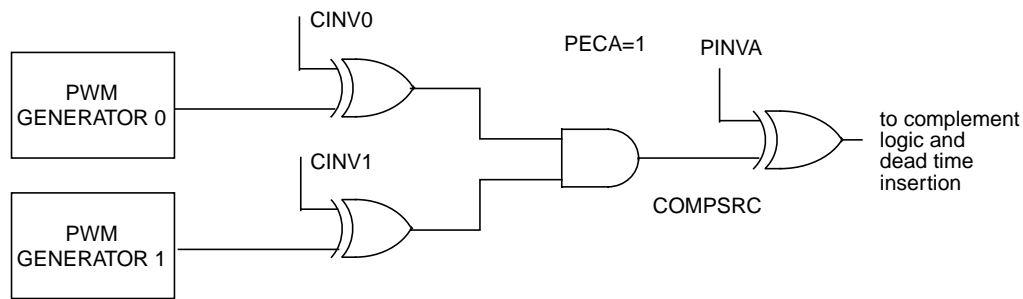 CINV0
PECA=1
PINVA
PWM
GENERATOR 0
to complement
logic and
dead time
insertion
CINV1
COMPSRC
PWM
GENERATOR 1